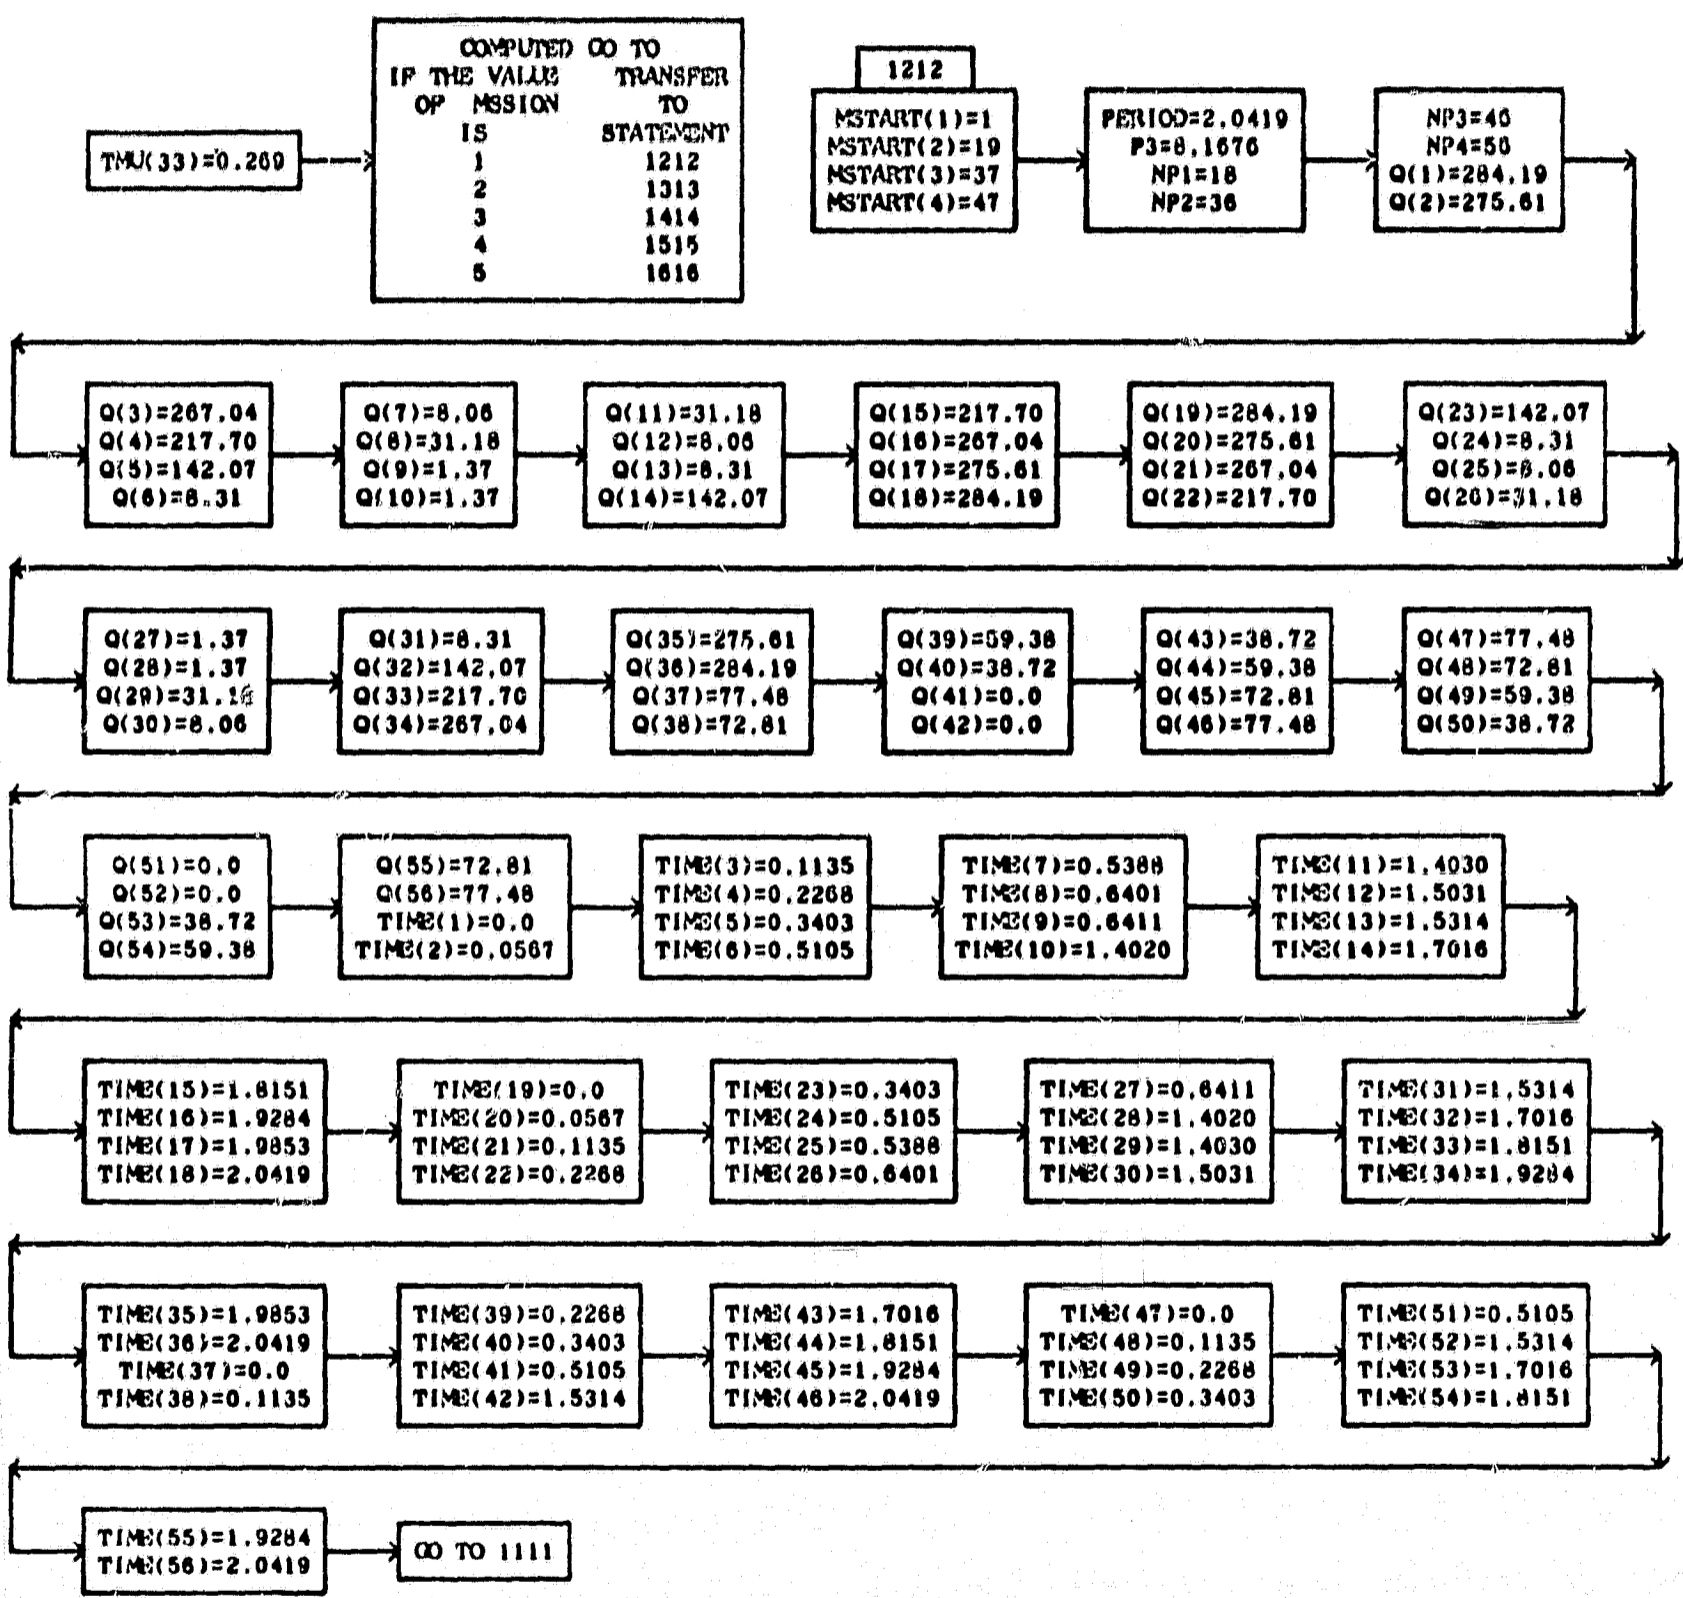 TMU(33)=0.269
COMPUTED GO TO
IF THE VALUE TRANSFER
OF MSSION TO
IS STATEMENT
1 1212
2 1313
3 1414
4 1515
5 1616
1212
MSTART(1)=1
MSTART(2)=19
MSTART(3)=37
MSTART(4)=47
PERIOD=2.0419
P3=8.1676
NP1=18
NP2=36
NP3=46
NP4=56
Q(1)=284.19
Q(2)=275.61
Q(3)=267.04
Q(4)=217.70
Q(5)=142.07
Q(6)=8.31
Q(7)=8.06
Q(8)=31.18
Q(9)=1.37
Q(10)=1.37
Q(11)=31.18
Q(12)=8.06
Q(13)=8.31
Q(14)=142.07
Q(15)=217.70
Q(16)=267.04
Q(17)=275.61
Q(18)=284.19
Q(19)=284.19
Q(20)=275.61
Q(21)=267.04
Q(22)=217.70
Q(23)=142.07
Q(24)=8.31
Q(25)=8.06
Q(26)=31.18
Q(27)=1.37
Q(28)=1.37
Q(29)=31.18
Q(30)=8.06
Q(31)=8.31
Q(32)=142.07
Q(33)=217.70
Q(34)=267.04
Q(35)=275.61
Q(36)=284.19
Q(37)=77.48
Q(38)=72.81
Q(39)=59.38
Q(40)=38.72
Q(41)=0.0
Q(42)=0.0
Q(43)=38.72
Q(44)=59.38
Q(45)=72.81
Q(46)=77.48
Q(47)=77.48
Q(48)=72.81
Q(49)=59.38
Q(50)=38.72
Q(51)=0.0
Q(52)=0.0
Q(53)=38.72
Q(54)=59.38
Q(55)=72.81
Q(56)=77.48
TIME(1)=0.0
TIME(2)=0.0567
TIME(3)=0.1135
TIME(4)=0.2268
TIME(5)=0.3403
TIME(6)=0.5105
TIME(7)=0.5388
TIME(8)=0.6401
TIME(9)=0.6411
TIME(10)=1.4020
TIME(11)=1.4030
TIME(12)=1.5031
TIME(13)=1.5314
TIME(14)=1.7016
TIME(15)=1.8151
TIME(16)=1.9284
TIME(17)=1.9853
TIME(18)=2.0419
TIME(19)=0.0
TIME(20)=0.0567
TIME(21)=0.1135
TIME(22)=0.2268
TIME(23)=0.3403
TIME(24)=0.5105
TIME(25)=0.5388
TIME(26)=0.6401
TIME(27)=0.6411
TIME(28)=1.4020
TIME(29)=1.4030
TIME(30)=1.5031
TIME(31)=1.5314
TIME(32)=1.7016
TIME(33)=1.8151
TIME(34)=1.9284
TIME(35)=1.9853
TIME(36)=2.0419
TIME(37)=0.0
TIME(38)=0.1135
TIME(39)=0.2268
TIME(40)=0.3403
TIME(41)=0.5105
TIME(42)=1.5314
TIME(43)=1.7016
TIME(44)=1.8151
TIME(45)=1.9284
TIME(46)=2.0419
TIME(47)=0.0
TIME(48)=0.1135
TIME(49)=0.2268
TIME(50)=0.3403
TIME(51)=0.5105
TIME(52)=1.5314
TIME(53)=1.7016
TIME(54)=1.8151
TIME(55)=1.9284
TIME(56)=2.0419
GO TO 1111